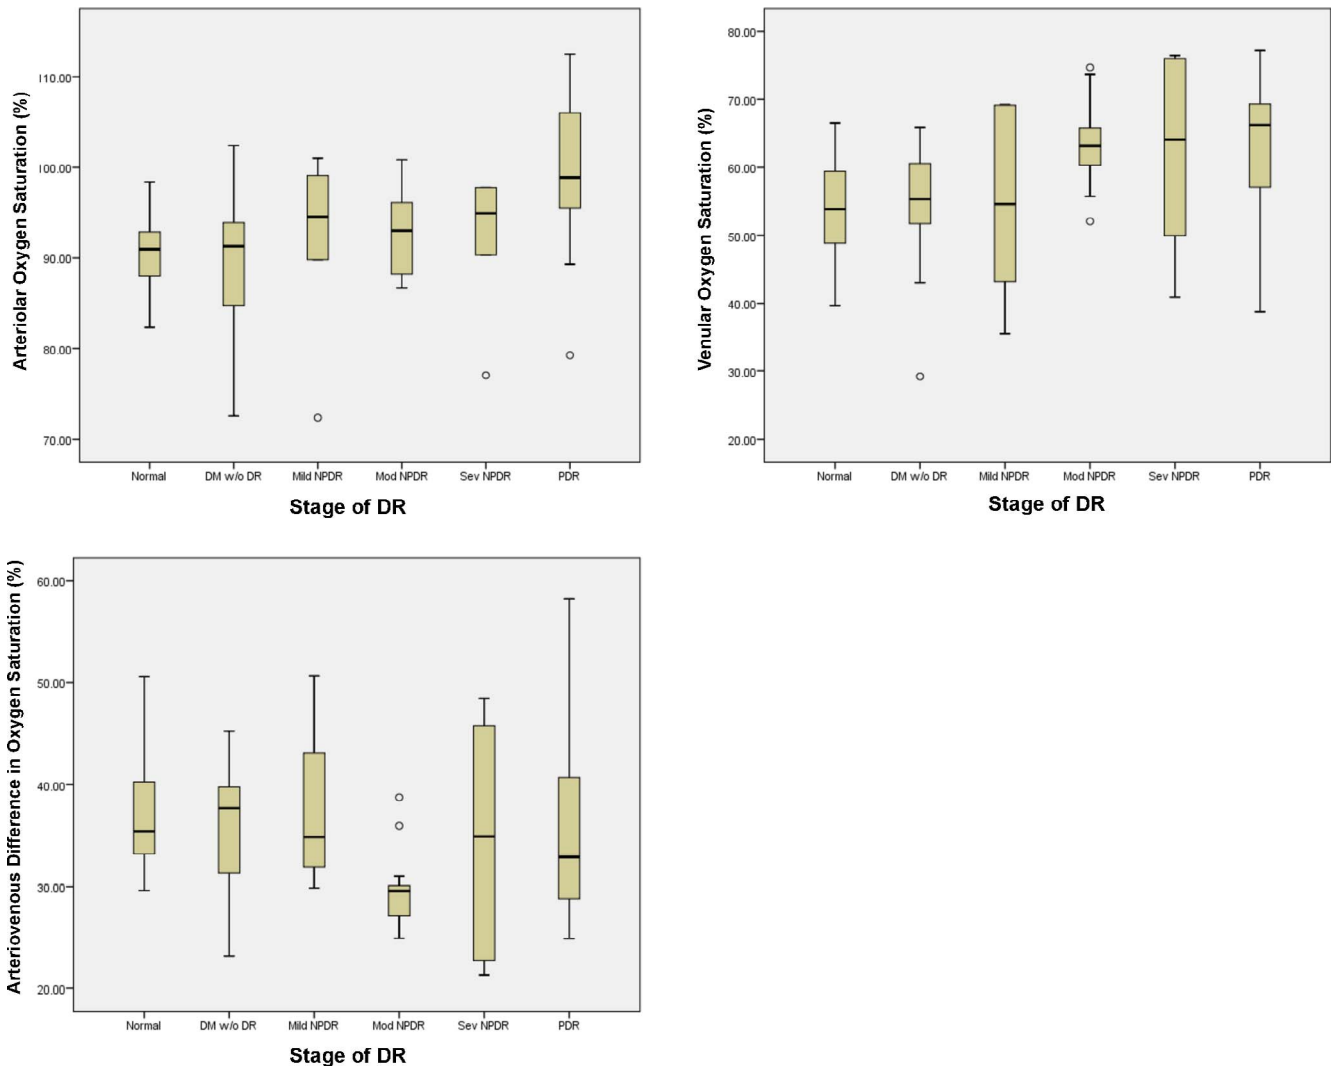 Arteriolar Oxygen Saturation (%)
110.00
100.00
90.00
80.00
70.00
Normal
DM w/o DR
Mild NPDR
Mod NPDR
Sev NPDR
PDR
Stage of DR
Venular Oxygen Saturation (%)
80.00
70.00
60.00
50.00
40.00
30.00
20.00
Normal
DM w/o DR
Mild NPDR
Mod NPDR
Sev NPDR
PDR
Stage of DR
Arteriovenous Difference in Oxygen Saturation (%)
60.00
50.00
40.00
30.00
20.00
Normal
DM w/o DR
Mild NPDR
Mod NPDR
Sev NPDR
PDR
Stage of DR